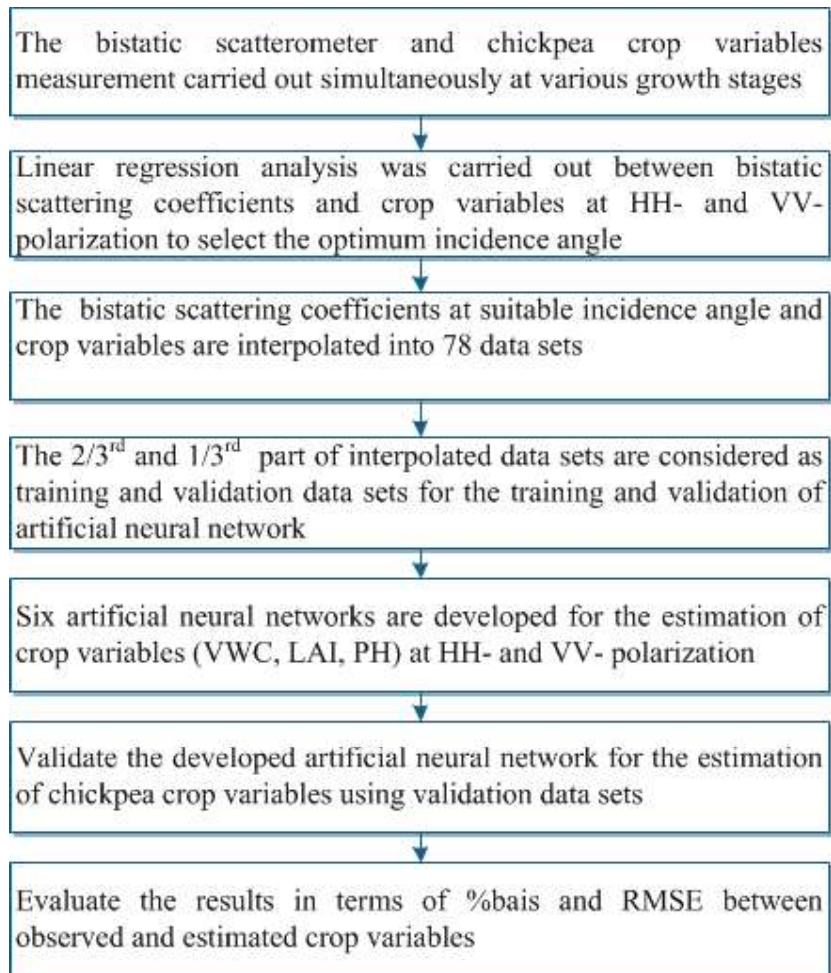 The bistatic scatterometer and chickpea crop variables
measurement carried out simultaneously at various growth stages
Linear regression analysis was carried out between bistatic
scattering coefficients and crop variables at HH- and VV-
polarization to select the optimum incidence angle
The bistatic scattering coefficients at suitable incidence angle and
crop variables are interpolated into 78 data sets
The 2/3rd and 1/3rd part of interpolated data sets are considered as
training and validation data sets for the training and validation of
artificial neural network
Six artificial neural networks are developed for the estimation of
crop variables (VWC, LAI, PH) at HH- and VV- polarization
Validate the developed artificial neural network for the estimation
of chickpea crop variables using validation data sets
Evaluate the results in terms of %bais and RMSE between
observed and estimated crop variables